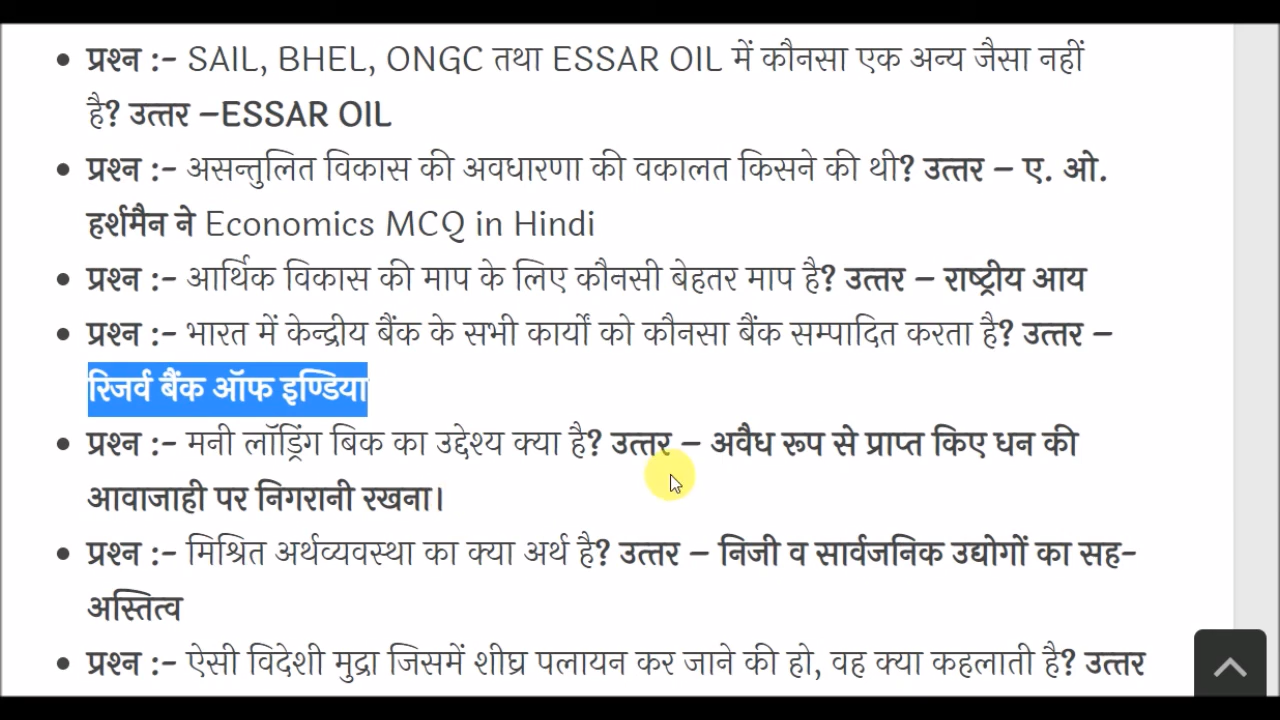 प्रश्न :- SAIL, BHEL, ONGC तथा ESSAR OIL में कौनसा एक अन्य जैसा नहीं
है? उत्तर –ESSAR OIL
प्रश्न :- असन्तुलित विकास की अवधारणा की वकालत किसने की थी? उत्तर – ए. ओ.
हर्शमैन ने Economics MCQ in Hindi
प्रश्न :- आर्थिक विकास की माप के लिए कौनसी बेहतर माप है? उत्तर – राष्ट्रीय आय
प्रश्न :- भारत में केन्द्रीय बैंक के सभी कार्यों को कौनसा बैंक सम्पादित करता है? उत्तर –
रिजर्व बैंक ऑफ इण्डिया
प्रश्न :- मनी लॉड्रिंग बिक का उद्देश्य क्या है? उत्तर – अवैध रूप से प्राप्त किए धन की
आवाजाही पर निगरानी रखना।
प्रश्न :- मिश्रित अर्थव्यवस्था का क्या अर्थ है? उत्तर – निजी व सार्वजनिक उद्योगों का सह-
अस्तित्व
प्रश्न :- ऐसी विदेशी मुद्रा जिसमें शीघ्र पलायन कर जाने की हो, वह क्या कहलाती है? उत्तर